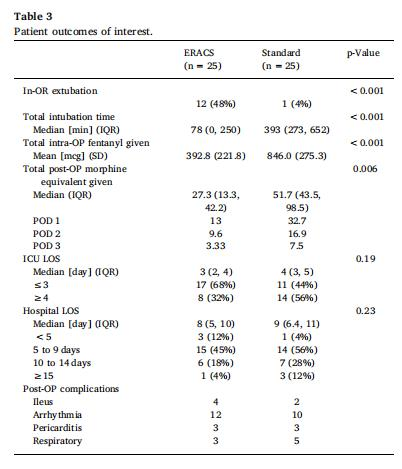 Table 3
Patient outcomes of interest.
ERACS Standard p-Value
(n = 25) (n = 25)
In-OR extubation < 0.001
12 (48%) 1 (4%)
Total intubation time < 0.001
Median [min] (IQR) 78 (0, 250) 393 (273, 652)
Total intra-OP fentanyl given < 0.001
Mean [mcg] (SD) 392.8 (221.8) 846.0 (275.3)
Total post-OP morphine 0.006
equivalent given
Median (IQR) 27.3 (13.3, 51.7 (43.5,
42.2) 98.5)
POD 1 13 32.7
POD 2 9.6 16.9
POD 3 3.33 7.5
ICU LOS 0.19
Median [day] (IQR) 3 (2, 4) 4 (3, 5)
≤ 3 17 (68%) 11 (44%)
≥ 4 8 (32%) 14 (56%)
Hospital LOS 0.23
Median [day] (IQR) 8 (5, 10) 9 (6.4, 11)
< 5 3 (12%) 1 (4%)
5 to 9 days 15 (45%) 14 (56%)
10 to 14 days 6 (18%) 7 (28%)
≥ 15 1 (4%) 3 (12%)
Post-OP complications
Ileus 4 2
Arrhythmia 12 10
Pericarditis 3 3
Respiratory 3 5